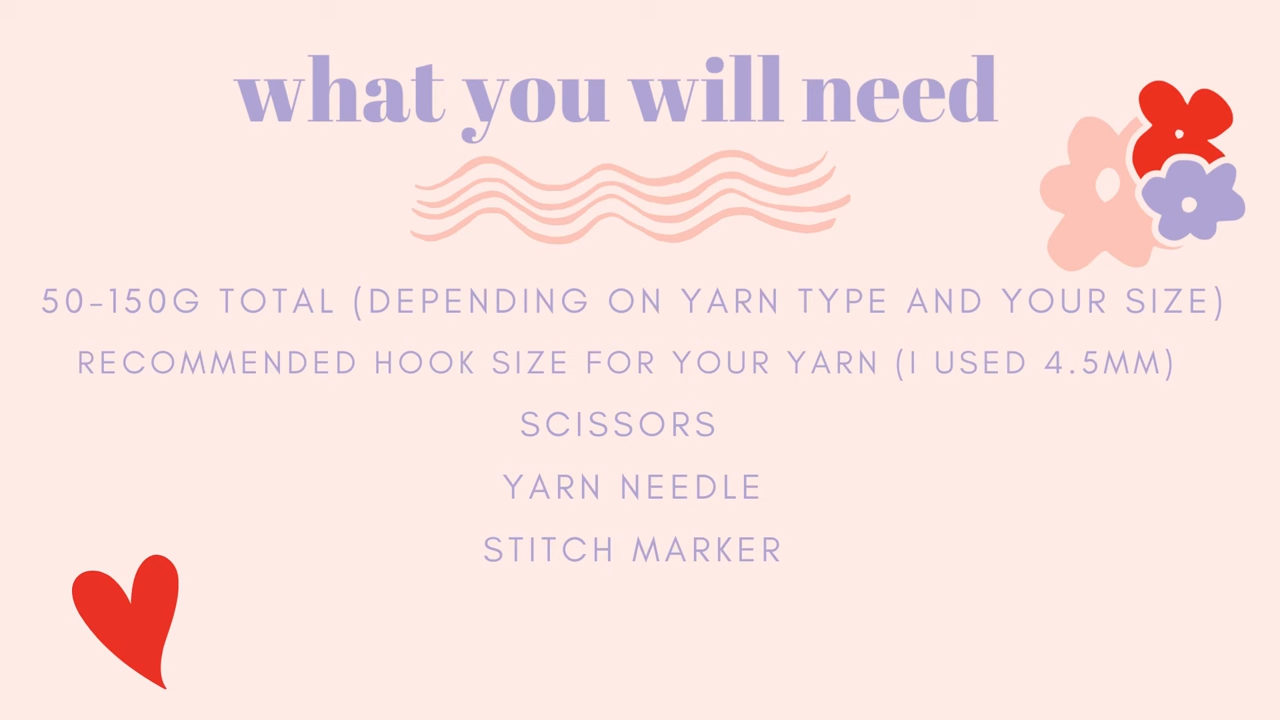 what you will need
50-150G TOTAL (DEPENDING ON YARN TYPE AND YOUR SIZE)
RECOMMENDED HOOK SIZE FOR YOUR YARN (I USED 4.5MM)
SCISSORS
YARN NEEDLE
STITCH MARKER